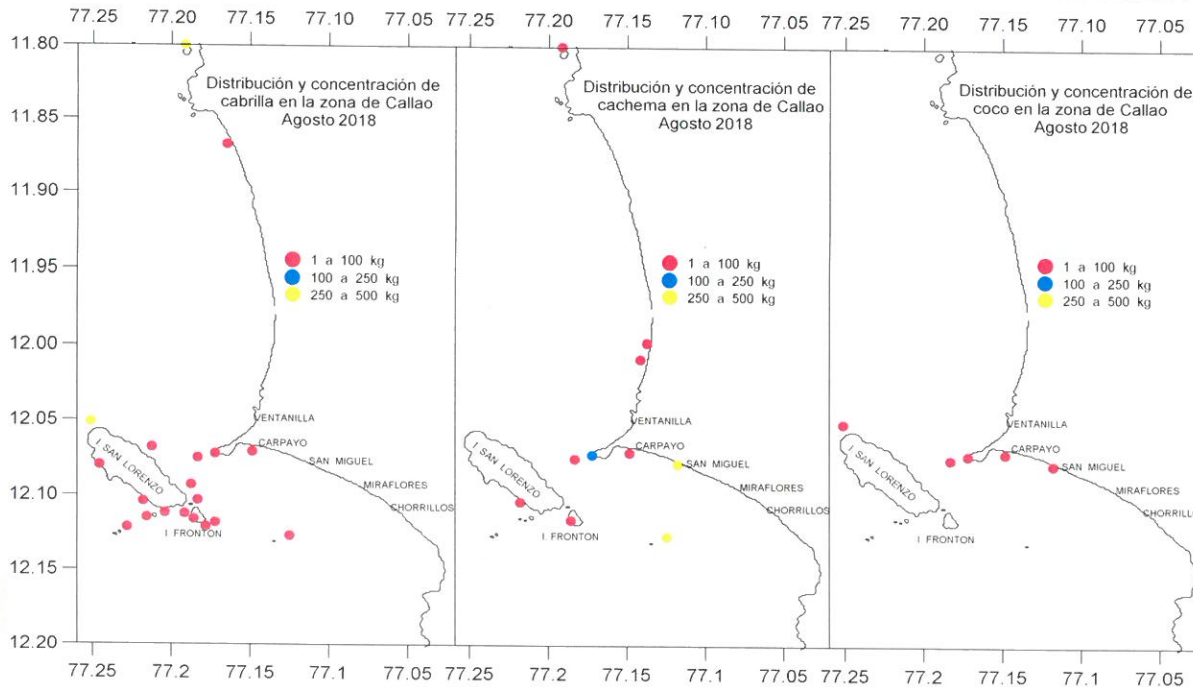 77.25 77.20 77.15 77.10 77.05 77.25 77.20 77.15 77.10 77.05 77.25 77.20 77.15 77.10 77.05
11.80
11.85
11.90
11.95
12.00
12.05
12.10
12.15
12.20
Distribución y concentración de
cabrilla en la zona de Callao
Agosto 2018
1 a 100 kg
100 a 250 kg
250 a 500 kg
VENTANILLA
CARPAYO
SAN MIGUEL
MIRAFLORES
CHORRILLOS
I. SAN LORENZO
I. FRONTON
Distribución y concentración de
cachema en la zona de Callao
Agosto 2018
1 a 100 kg
100 a 250 kg
250 a 500 kg
VENTANILLA
CARPAYO
SAN MIGUEL
MIRAFLORES
CHORRILLOS
I. SAN LORENZO
I. FRONTON
Distribución y concentración de
coco en la zona de Callao
Agosto 2018
1 a 100 kg
100 a 250 kg
250 a 500 kg
VENTANILLA
CARPAYO
SAN MIGUEL
MIRAFLORES
CHORRILLO
I. SAN LORENZO
I. FRONTON
77.25 77.2 77.15 77.1 77.05 77.25 77.2 77.15 77.1 77.05 77.25 77.2 77.15 77.1 77.05